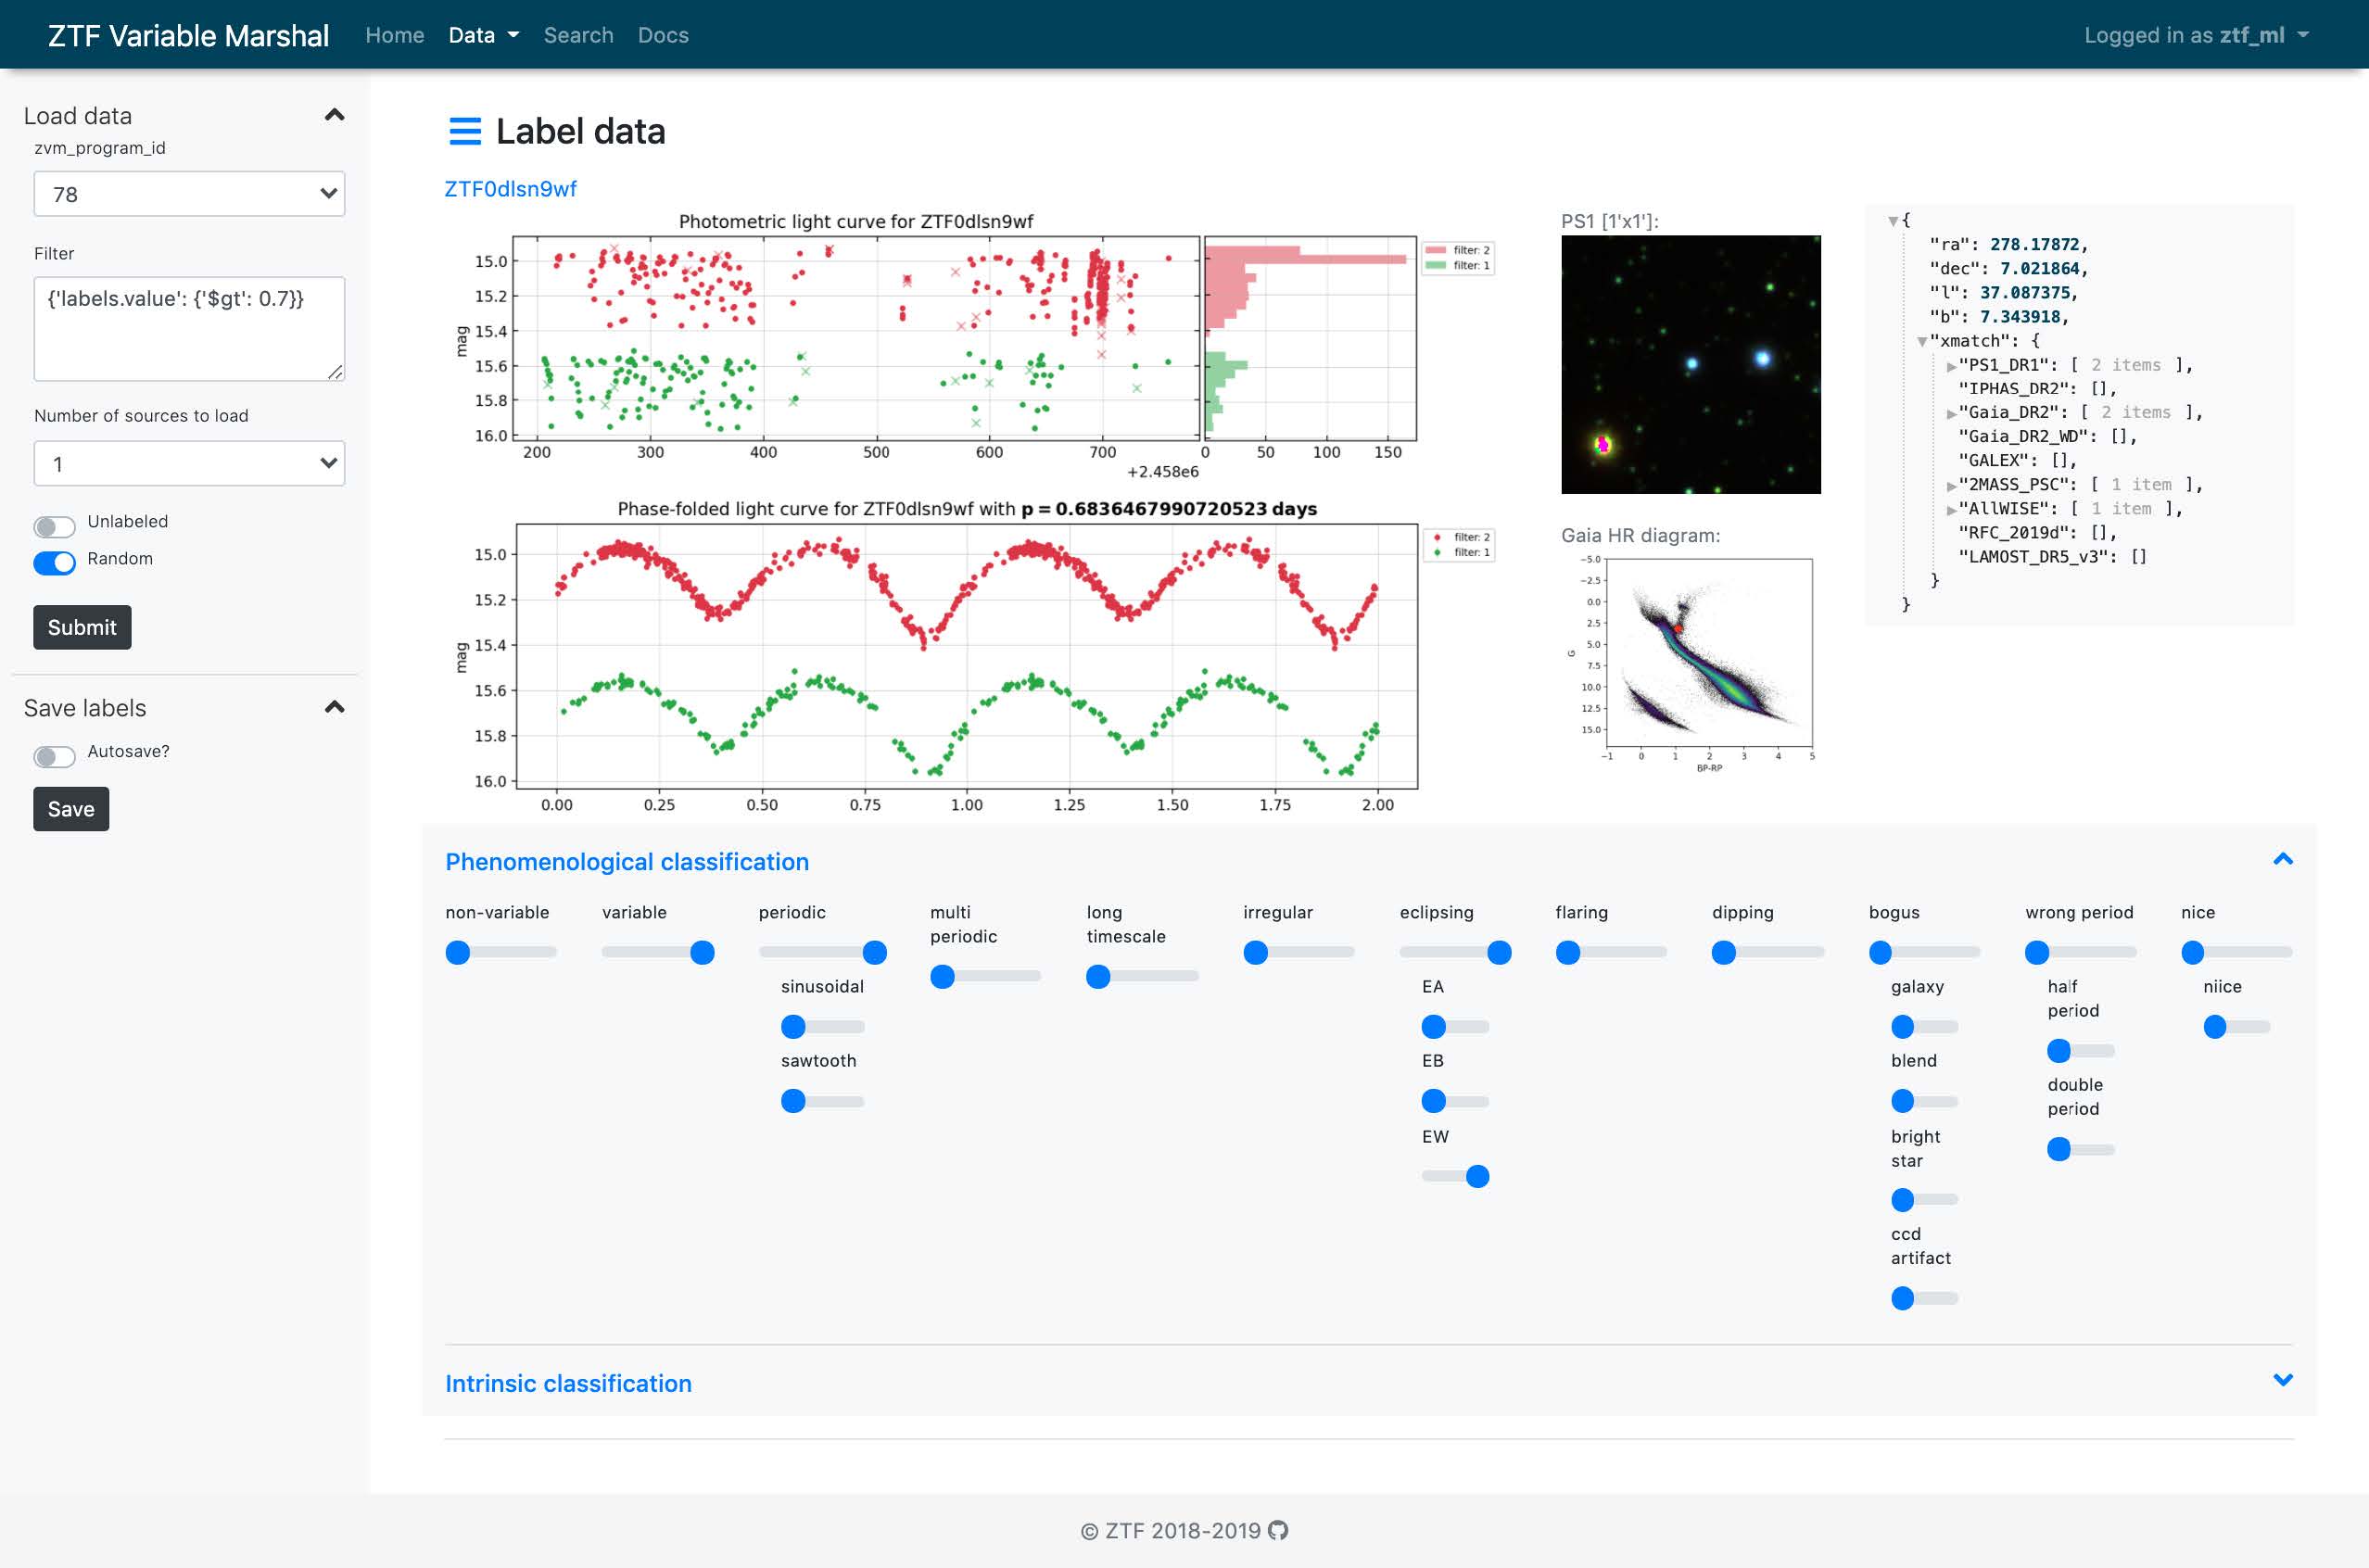 ZTF Variable Marshal Home Data Search Docs Logged in as ztf_ml
Load data
zvm_program_id
78
Filter
{'labels.value': {'$gt': 0.7}}
Number of sources to load
1
Unlabeled
Random
Submit
Save labels
Autosave?
Save
Label data
ZTF0dlsn9wf
Photometric light curve for ZTF0dlsn9wf
mag
15.0
15.2
15.4
15.6
15.8
16.0
200 300 400 500 600 700
+2.458e6
0 50 100 150
filter: 2
filter: 1
Phase-folded light curve for ZTF0dlsn9wf with p = 0.6836467990720523 days
mag
15.0
15.2
15.4
15.6
15.8
16.0
0.00 0.25 0.50 0.75 1.00 1.25 1.50 1.75 2.00
filter: 2
filter: 1
PS1 [1'x1']:
Gaia HR diagram:
−5.0
−2.5
0.0
2.5
5.0
7.5
10.0
12.5
15.0
G
−1 0 1 2 3 4 5
BP-RP
{
"ra": 278.17872,
"dec": 7.021864,
"l": 37.087375,
"b": 7.343918,
"xmatch": {
"PS1_DR1": [ 2 items ],
"IPHAS_DR2": [],
"Gaia_DR2": [ 2 items ],
"Gaia_DR2_WD": [],
"GALEX": [],
"2MASS_PSC": [ 1 item ],
"AllWISE": [ 1 item ],
"RFC_2019d": [],
"LAMOST_DR5_v3": []
}
}
Phenomenological classification
non-variable
variable
periodic
sinusoidal
sawtooth
multi
periodic
long
timescale
irregular
eclipsing
EA
EB
EW
flaring
dipping
bogus
galaxy
blend
bright
star
ccd
artifact
wrong period
half
period
double
period
nice
niice
Intrinsic classification
© ZTF 2018-2019